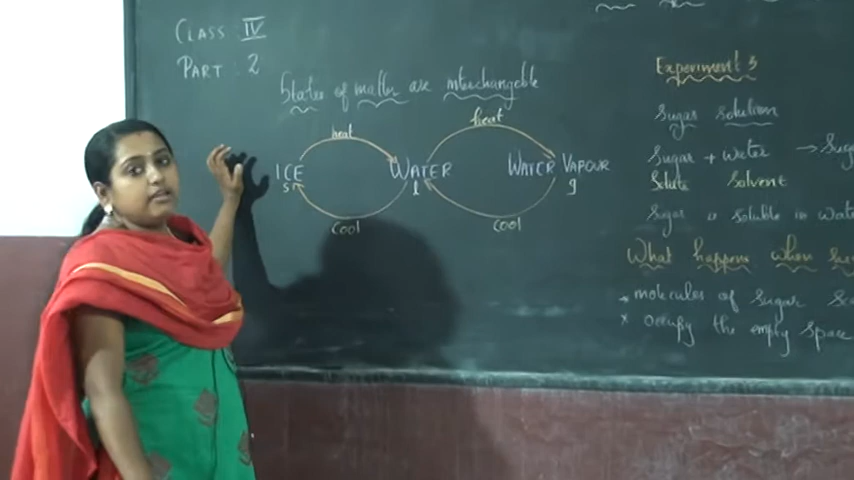 CLASS : IV
PART : 2
States of matter are interchangeable
heat
heat
ICE
WATER
WATER VAPOUR
s
l
g
cool
cool
Experiment 3
Sugar solution
Sugar + Water →
Solute Solvent
Sugar is soluble in
What happens when
molecules of sugar
× occupy the empty space